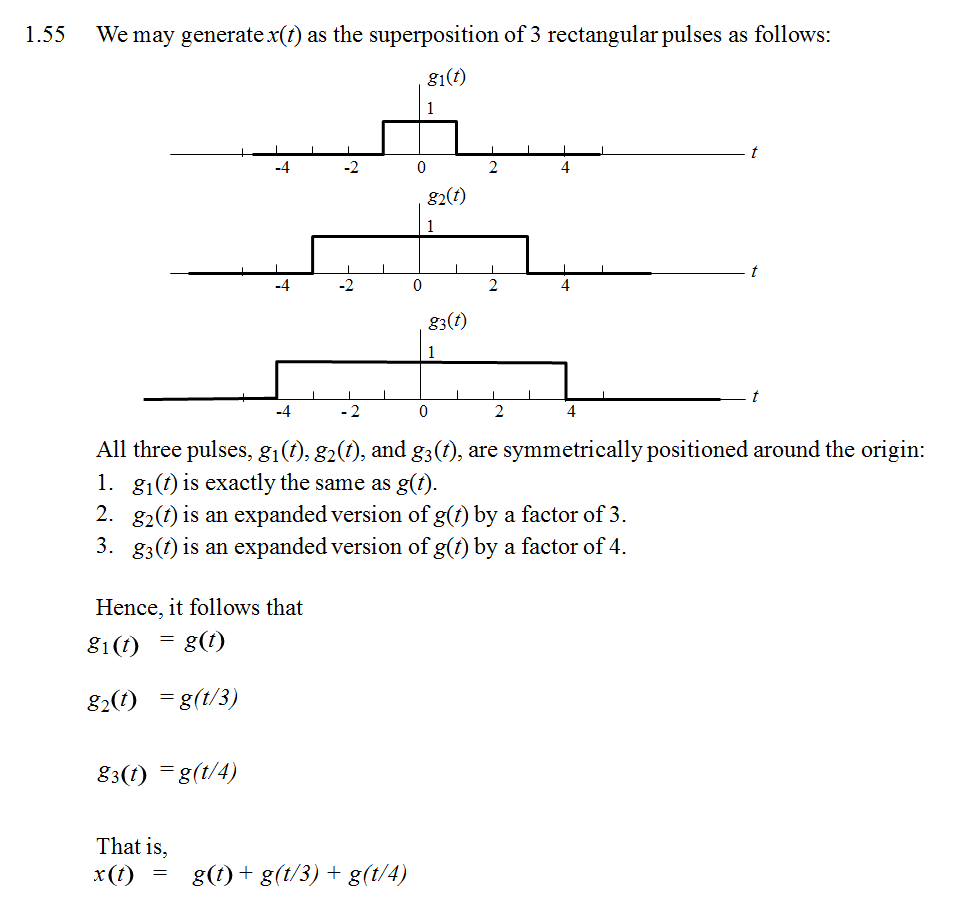 1.55 We may generate x(t) as the superposition of 3 rectangular pulses as follows:
g1(t)
1
t
-4 -2 0 2 4
g2(t)
1
t
-4 -2 0 2 4
g3(t)
1
t
-4 - 2 0 2 4
All three pulses, g1(t), g2(t), and g3(t), are symmetrically positioned around the origin:
1. g1(t) is exactly the same as g(t).
2. g2(t) is an expanded version of g(t) by a factor of 3.
3. g3(t) is an expanded version of g(t) by a factor of 4.
Hence, it follows that
g1(t) = g(t)
g2(t) = g(t/3)
g3(t) = g(t/4)
That is,
x(t) = g(t) + g(t/3) + g(t/4)